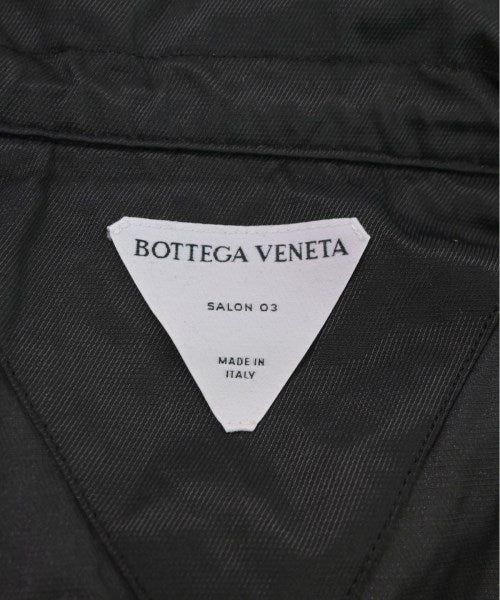 BOTTEGA VENETA
SALON 03
MADE IN
ITALY